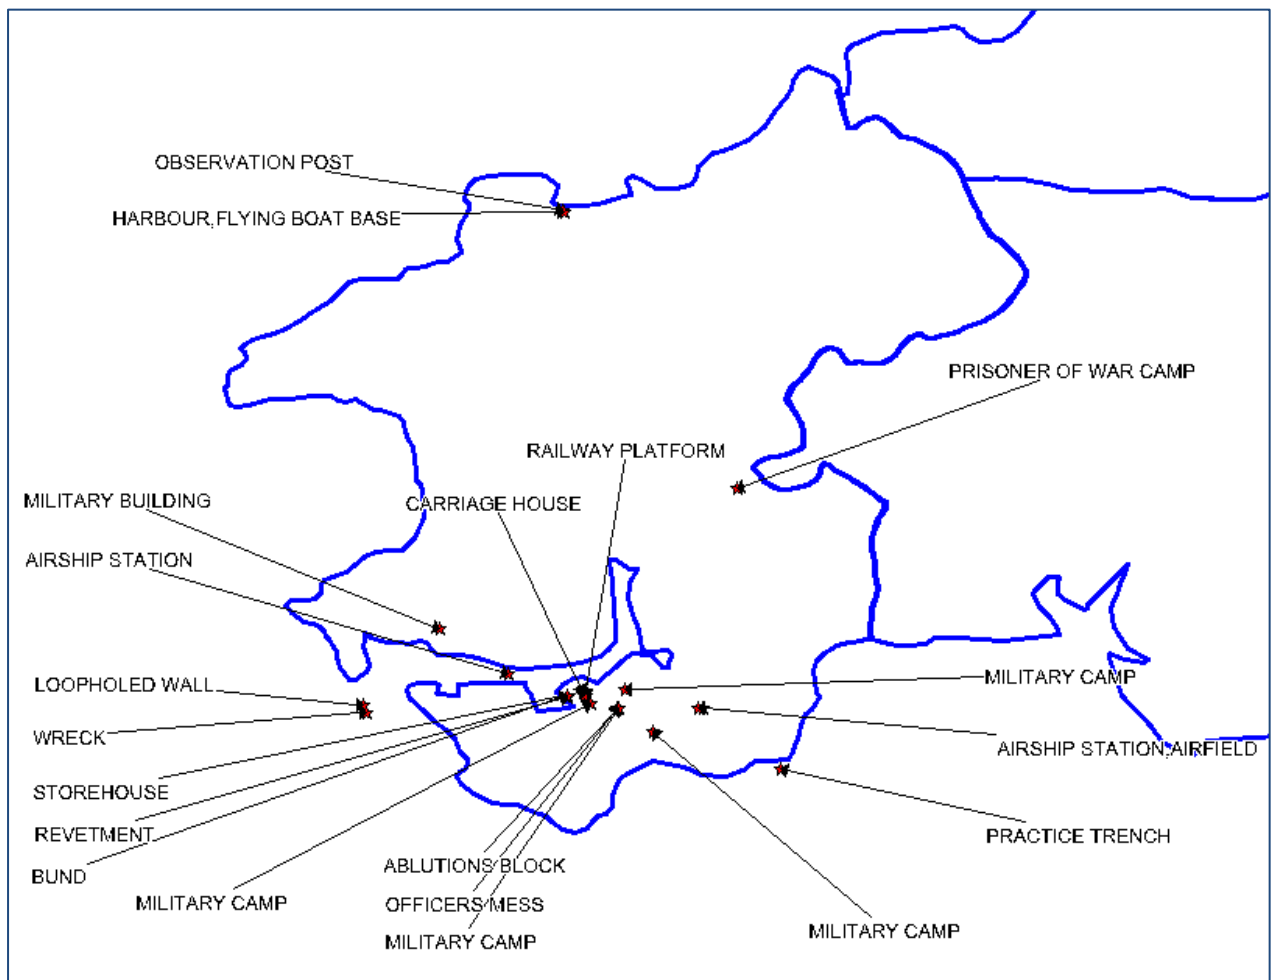 OBSERVATION POST
HARBOUR,FLYING BOAT BASE
PRISONER OF WAR CAMP
RAILWAY PLATFORM
MILITARY BUILDING
CARRIAGE HOUSE
AIRSHIP STATION
MILITARY CAMP
LOOPHOLED WALL
WRECK
AIRSHIP STATION,AIRFIELD
STOREHOUSE
REVETMENT
PRACTICE TRENCH
BUND
ABLUTIONS BLOCK
MILITARY CAMP
OFFICERS MESS
MILITARY CAMP
MILITARY CAMP